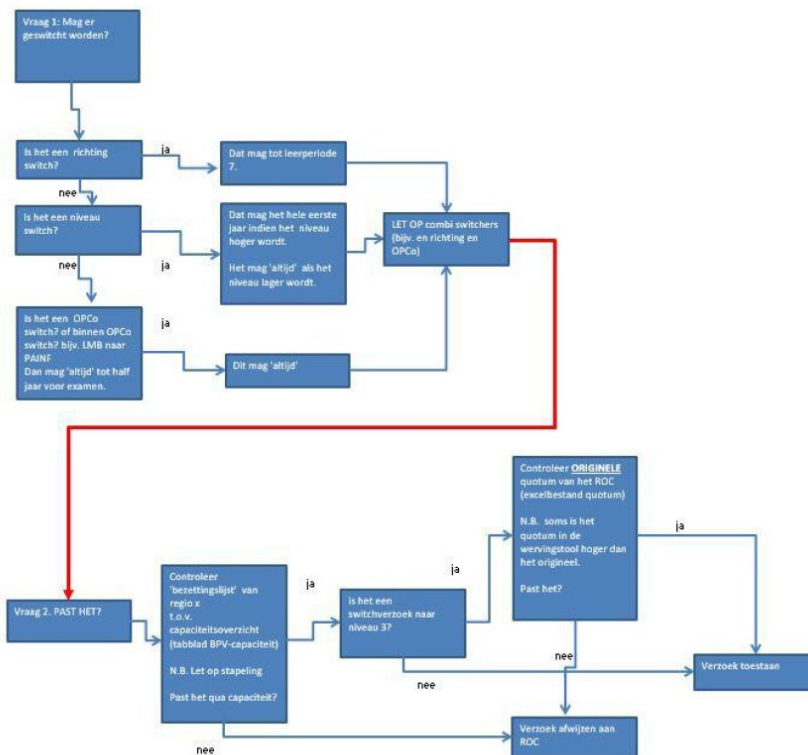 Vraag 1: Mag er
geswitcht worden?
Is het een richting
switch?
ja
Dat mag tot leerperiode
7.
nee
Is het een niveau
switch?
ja
Dat mag het hele eerste
jaar indien het niveau
hoger wordt.
Het mag 'altijd' als het
niveau lager wordt.
LET OP combi switchers
(bijv. en richting en
OPCo)
nee
Is het een OPCo
switch? of binnen OPCo
switch? bijv. LMB naar
PAINF
Dan mag 'altijd' tot half
jaar voor examen.
ja
Dit mag 'altijd'
Vraag 2. PAST HET?
Controleer
'bezettingslijst' van
regio x
t.o.v.
capaciteitsoverzicht
(tabblad BPV-capaciteit)
N.B. Let op stapeling
Past het qua capaciteit?
ja
nee
is het een
switchverzoek naar
niveau 3?
ja
nee
Controleer ORIGINELE
quotum van het ROC
(excelbestand quotum)
N.B. soms is het
quotum in de
wervingstool hoger dan
het origineel.
Past het?
ja
nee
Verzoek toestaan
Verzoek afwijzen aan
ROC